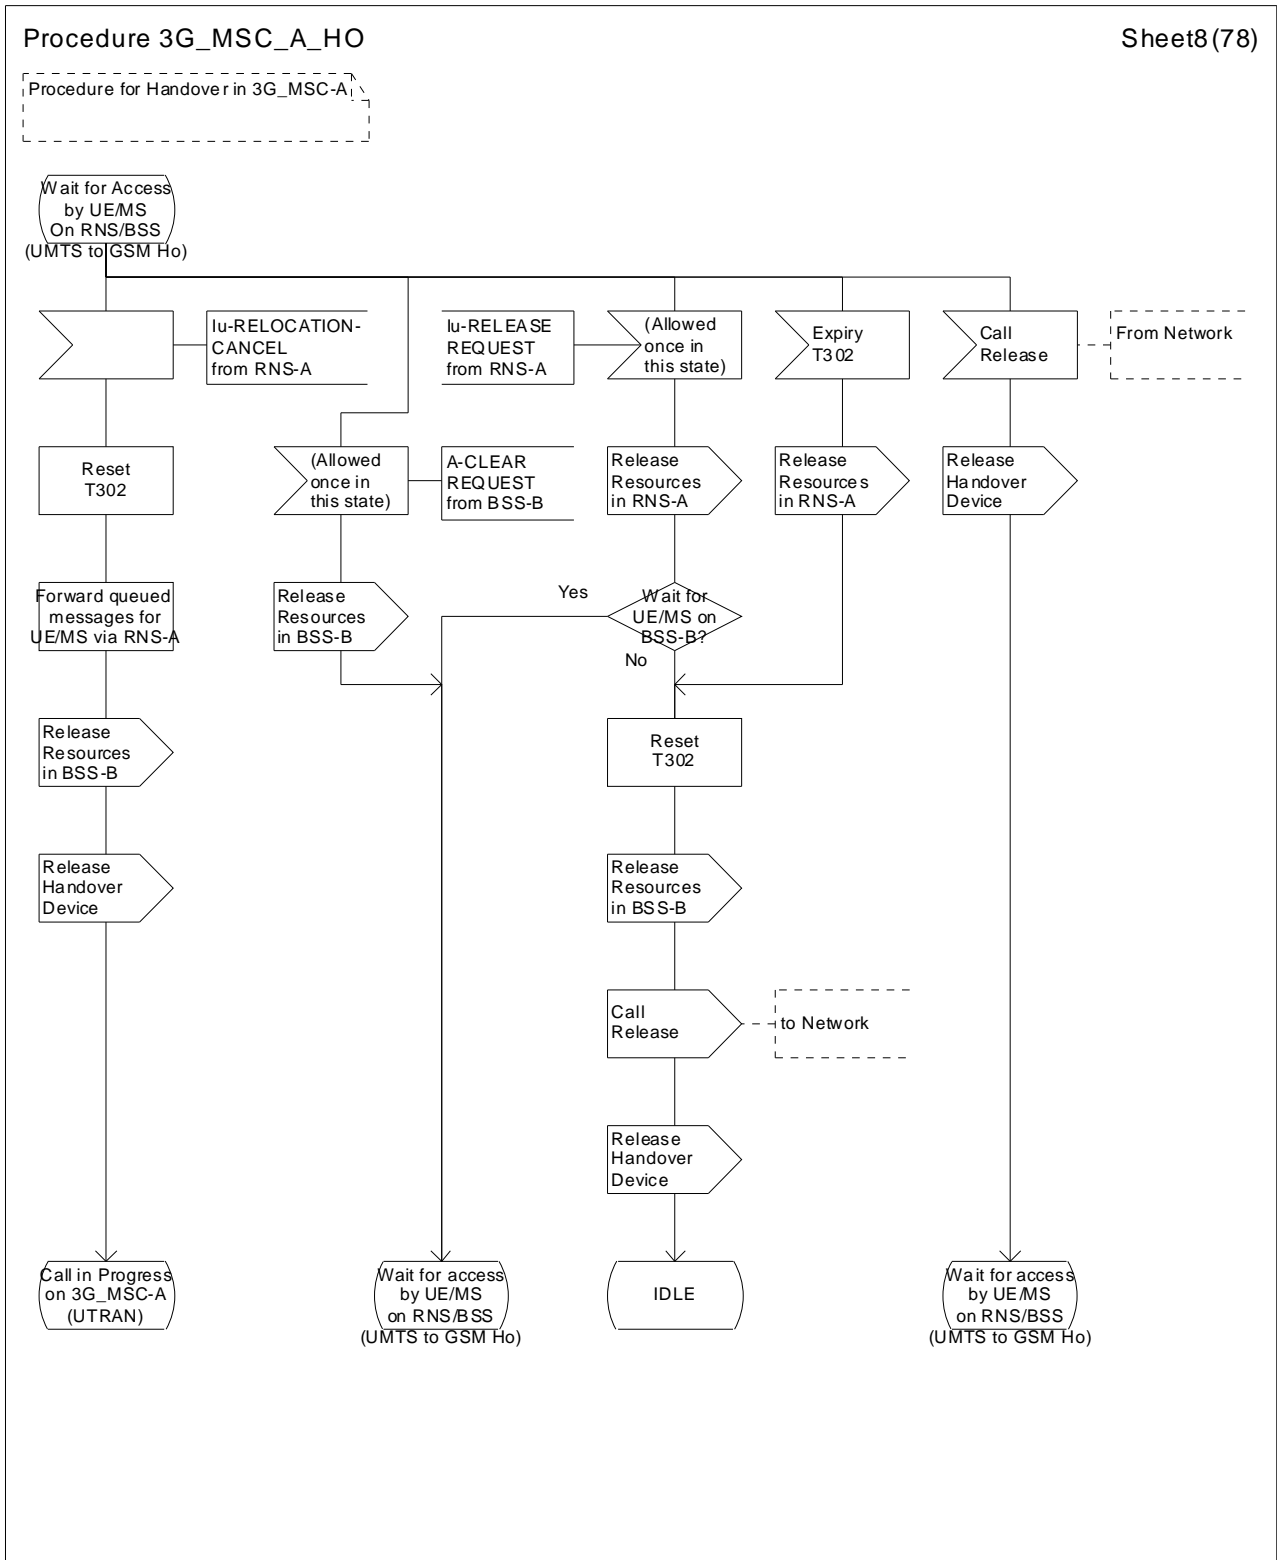 Procedure 3G_MSC_A_HO
Sheet8(78)
Procedure for Handover in 3G_MSC-A
Wait for Access
by UE/MS
On RNS/BSS
(UMTS to GSM Ho)
Iu-RELOCATION-
CANCEL
from RNS-A
Iu-RELEASE
REQUEST
from RNS-A
(Allowed
once in
this state)
Expiry
T302
Call
Release
From Network
Reset
T302
(Allowed
once in
this state)
A-CLEAR
REQUEST
from BSS-B
Release
Resources
in RNS-A
Release
Resources
in RNS-A
Release
Handover
Device
Forward queued
messages for
UE/MS via RNS-A
Release
Resources
in BSS-B
Yes
Wait for
UE/MS on
BSS-B?
No
Release
Resources
in BSS-B
Reset
T302
Release
Handover
Device
Release
Resources
in BSS-B
Call
Release
to Network
Release
Handover
Device
Call in Progress
on 3G_MSC-A
(UTRAN)
Wait for access
by UE/MS
on RNS/BSS
(UMTS to GSM Ho)
IDLE
Wait for access
by UE/MS
on RNS/BSS
(UMTS to GSM Ho)